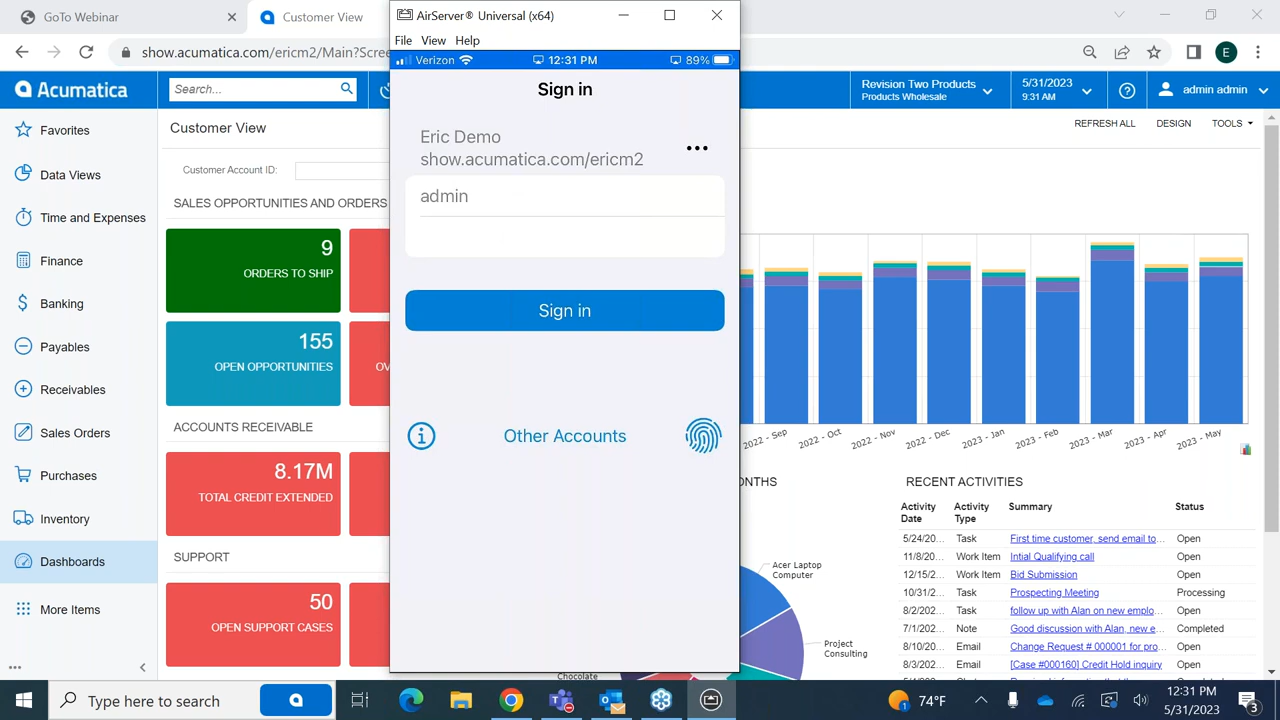 GoTo Webinar
Customer View
show.acumatica.com/ericm2/Main?Scree
E
AirServer® Universal (x64)
File View Help
Verizon 12:31 PM 89%
Sign in
Eric Demo
show.acumatica.com/ericm2
•••
admin
Sign in
Other Accounts
Acumatica
Search...
Revision Two Products
Products Wholesale
5/31/2023
9:31 AM
admin admin
Favorites
Data Views
Time and Expenses
Finance
Banking
Payables
Receivables
Sales Orders
Purchases
Inventory
Dashboards
More Items
Customer View
REFRESH ALL DESIGN TOOLS
Customer Account ID:
SALES OPPORTUNITIES AND ORDERS
9
ORDERS TO SHIP
155
OPEN OPPORTUNITIES
OV
ACCOUNTS RECEIVABLE
8.17M
TOTAL CREDIT EXTENDED
SUPPORT
50
OPEN SUPPORT CASES
2022 - Sep 2022 - Oct 2022 - Nov 2022 - Dec 2023 - Jan 2023 - Feb 2023 - Mar 2023 - Apr 2023 - May
ONTHS
Acer Laptop
Computer
Project
Consulting
Chocolate
RECENT ACTIVITIES
Activity Date Activity Type Summary Status
5/24/20... Task First time customer, send email to... Open
11/8/20... Work Item Intial Qualifying call Open
12/15/2... Work Item Bid Submission Open
10/31/2... Task Prospecting Meeting Processing
8/2/202... Task follow up with Alan on new emplo... Open
7/1/202... Note Good discussion with Alan, new e... Completed
8/10/20... Email Change Request # 000001 for pro... Open
8/3/202... Email [Case #000160] Credit Hold inquiry Open
Type here to search
74°F
12:31 PM
5/31/2023
3